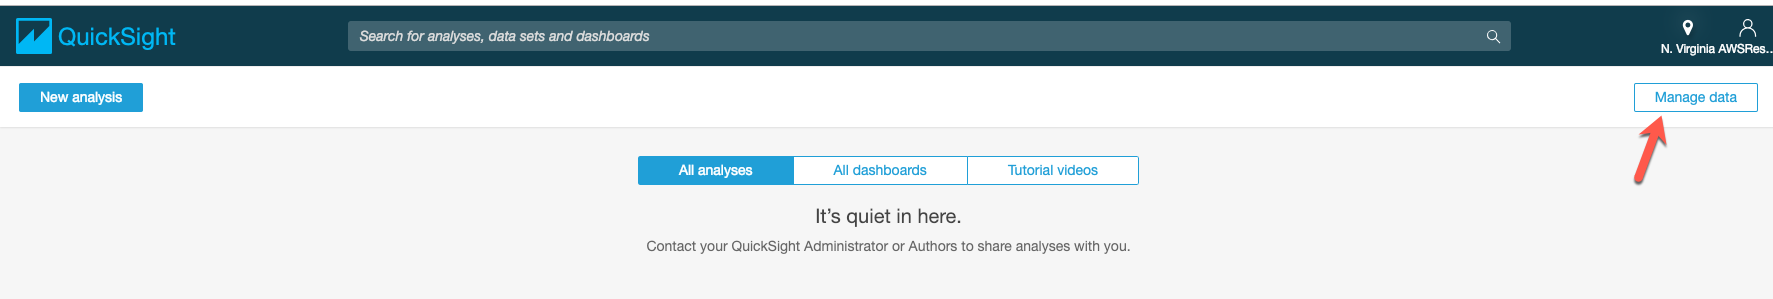 QuickSight
Search for analyses, data sets and dashboards
N. Virginia AWSRes...
New analysis
Manage data
All analyses
All dashboards
Tutorial videos
It's quiet in here.
Contact your QuickSight Administrator or Authors to share analyses with you.